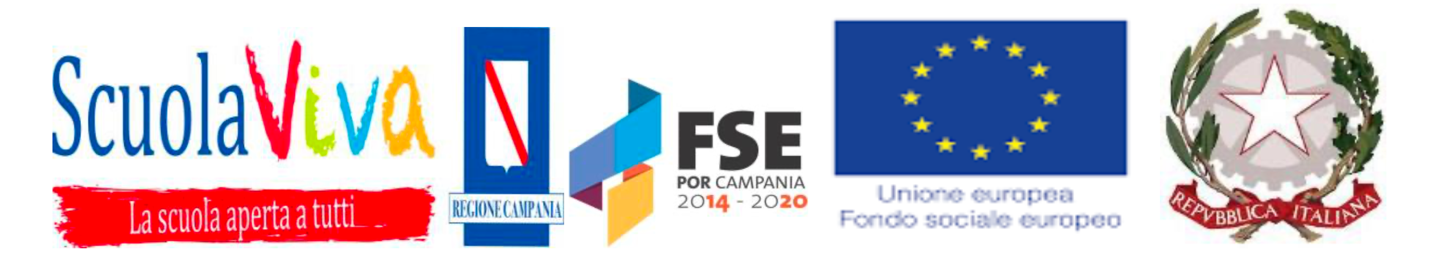 ScuolaViva
La scuola aperta a tutti
REGIONE CAMPANIA
FSE
POR CAMPANIA
2014 - 2020
Unione europea
Fondo sociale europeo
REPVBBLICA ITALIANA